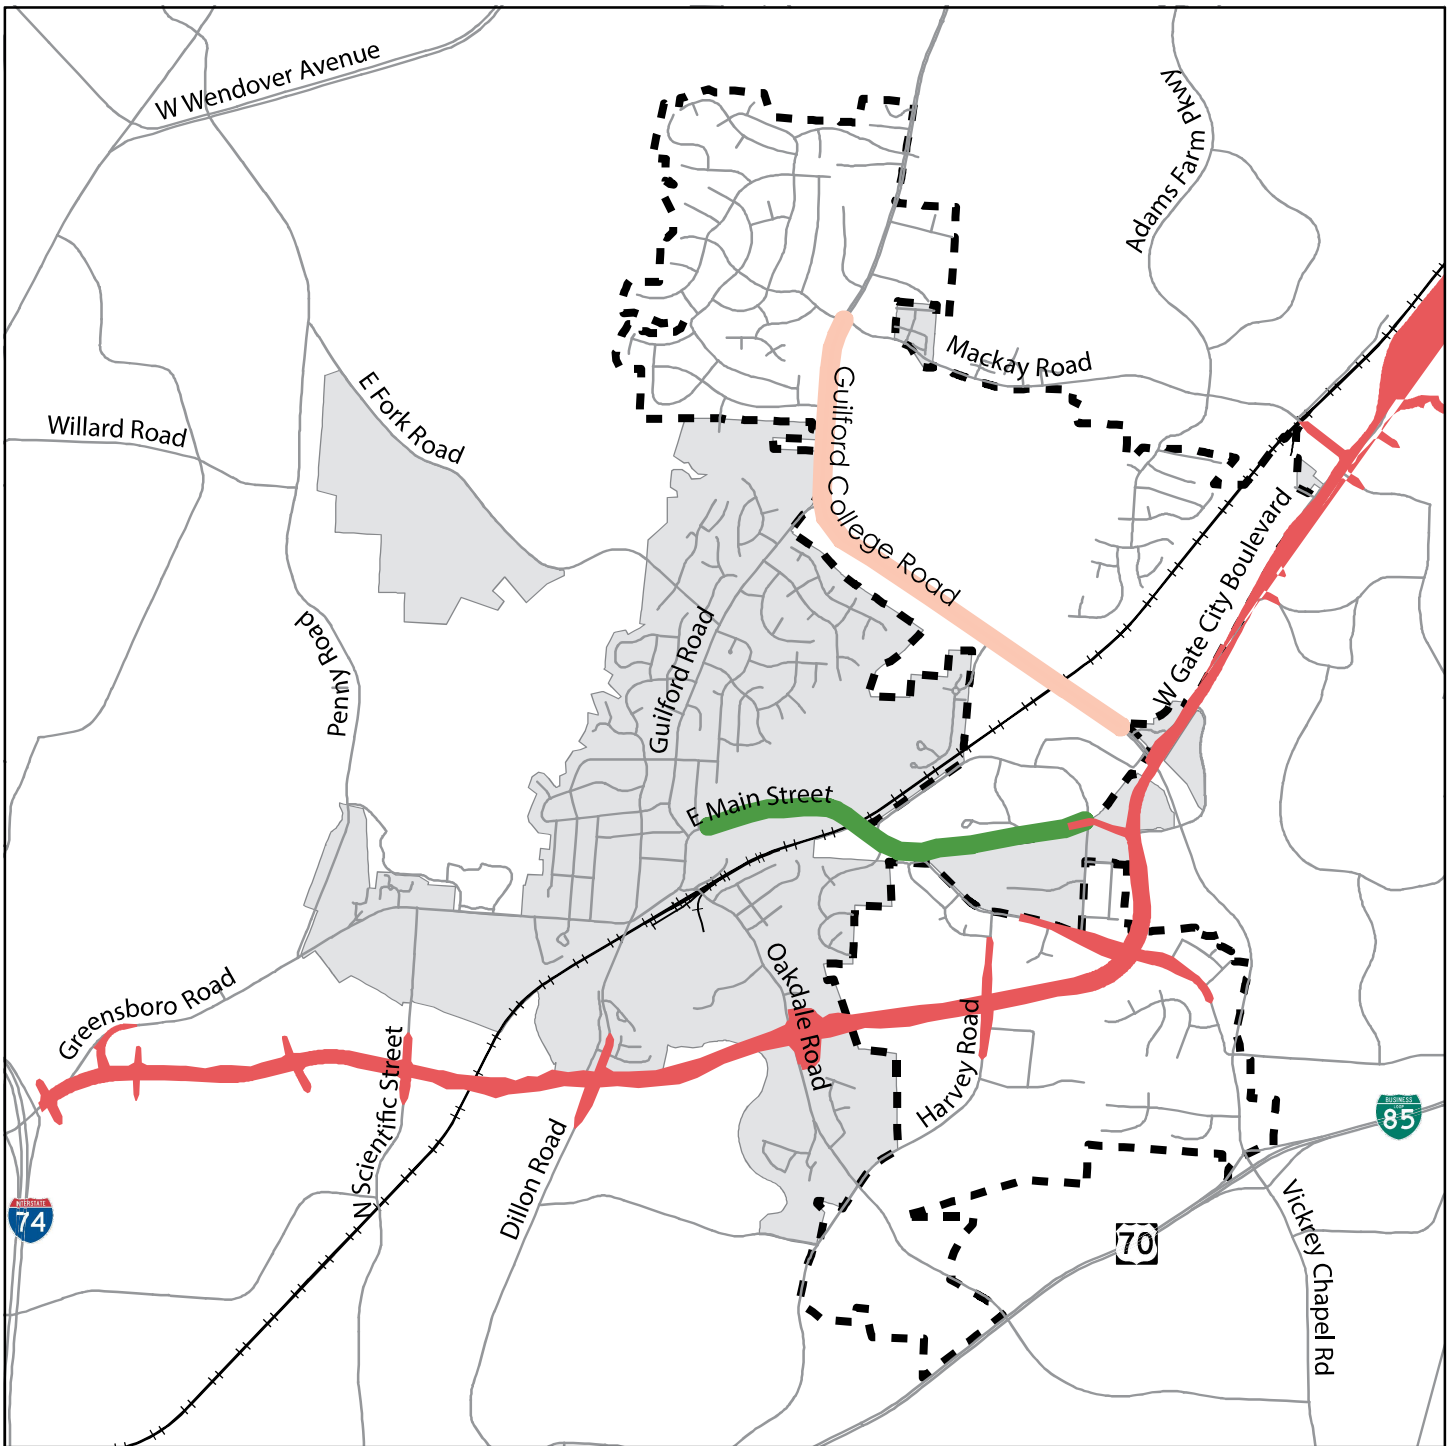 W Wendover Avenue
Adams Farm Pkwy
Mackay Road
E Fork Road
Willard Road
Guilford College Road
W Gate City Boulevard
Penny Road
Guilford Road
E Main Street
Greensboro Road
Oakdale Road
N Scientific Street
Harvey Road
Dillon Road
BUSINESS
LOOP
85
INTERSTATE
74
70
Vickrey Chapel Rd